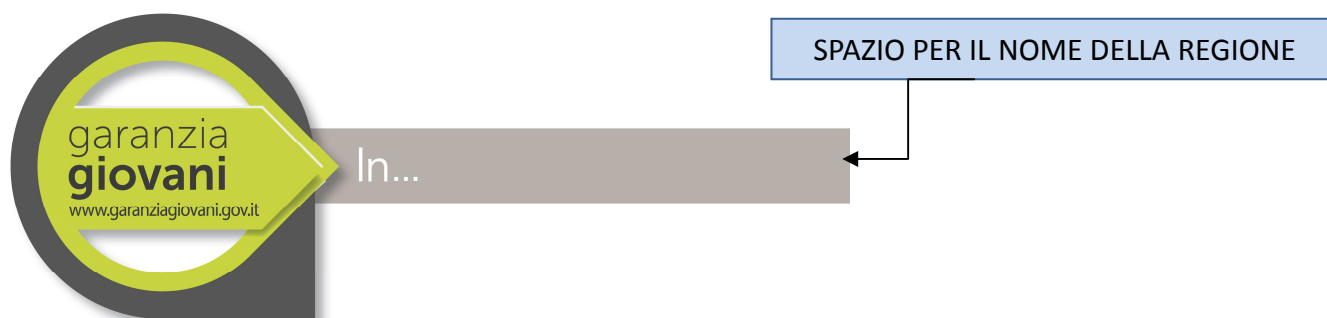 SPAZIO PER IL NOME DELLA REGIONE
garanzia
giovani
www.garanziagiovani.gov.it
In...